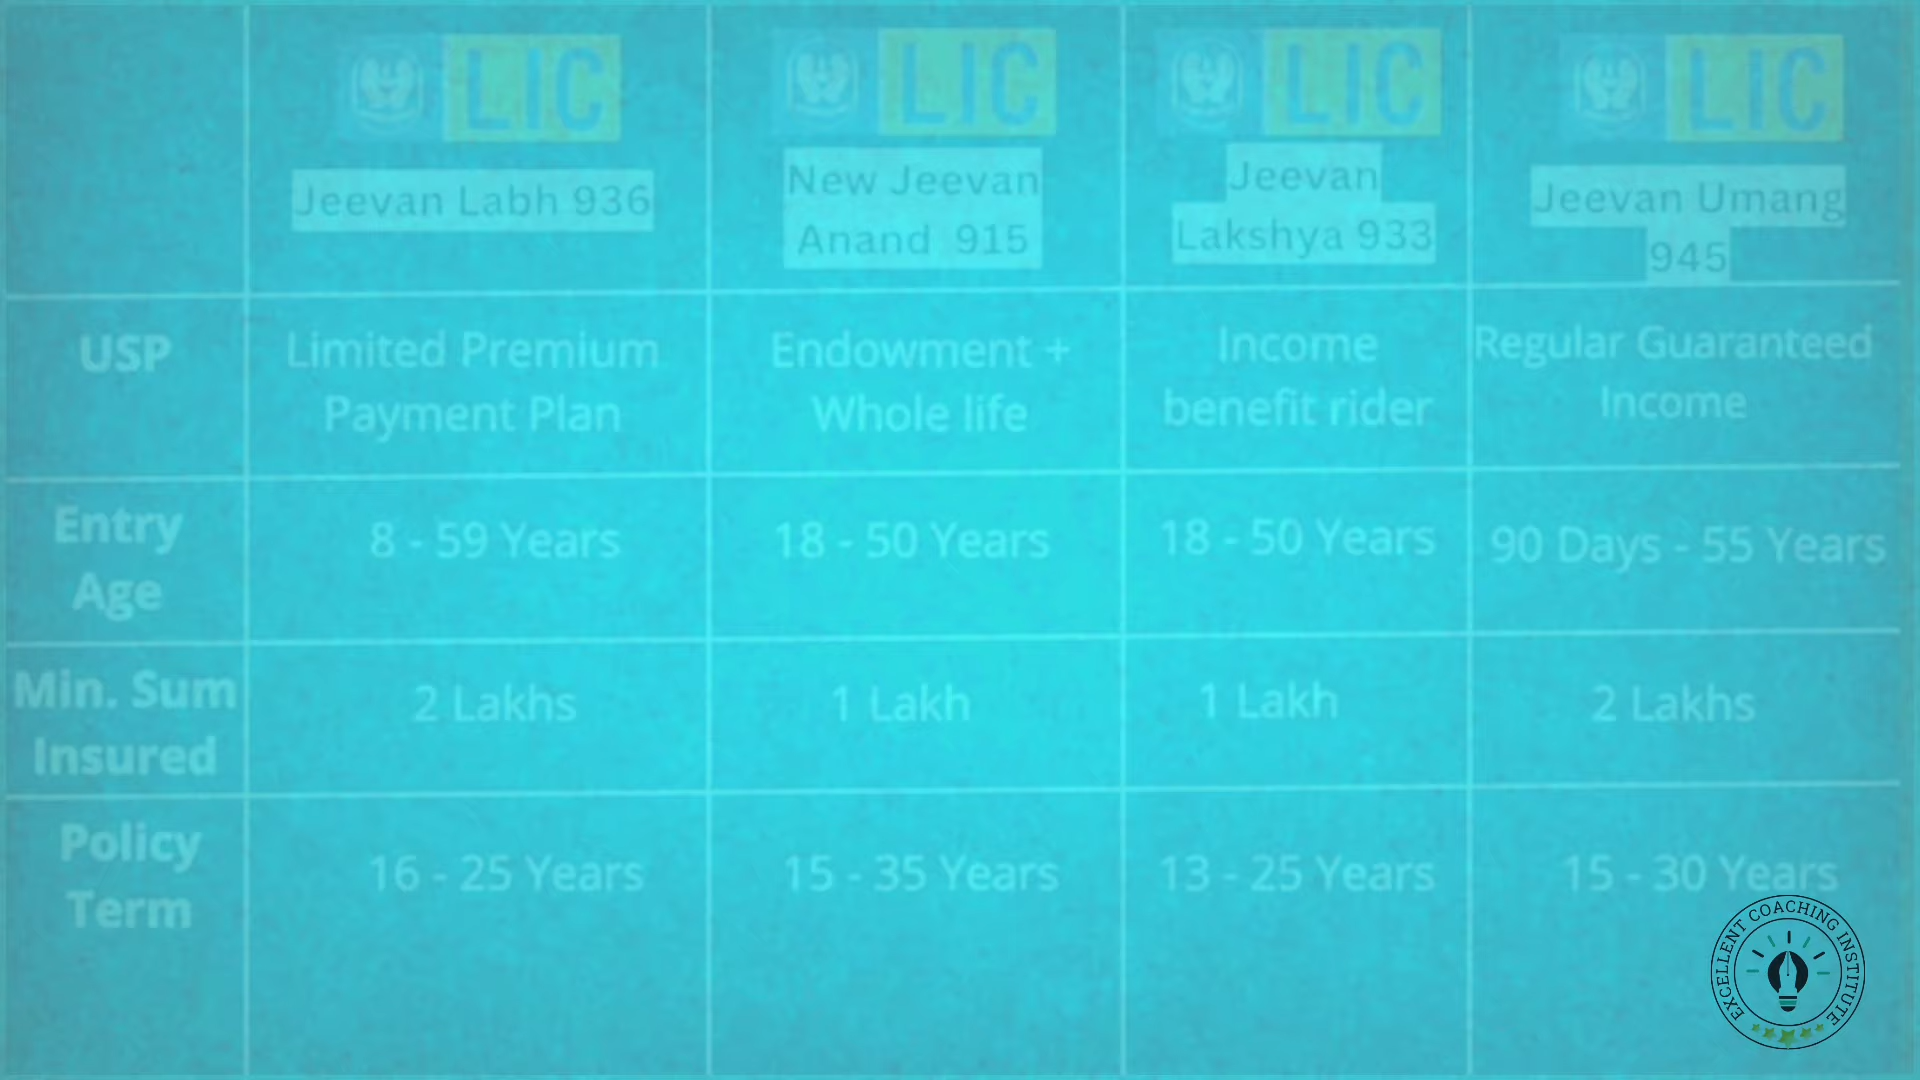 LIC LIC LIC LIC
Jeevan Labh 936
New Jeevan
Anand 915
Jeevan
Lakshya 933
Jeevan Umang
945
USP
Limited Premium
Payment Plan
Endowment +
Whole life
Income
benefit rider
Regular Guaranteed
Income
Entry
Age
8 - 59 Years
18 - 50 Years
18 - 50 Years
90 Days - 55 Years
Min. Sum
Insured
2 Lakhs
1 Lakh
1 Lakh
2 Lakhs
Policy
Term
16 - 25 Years
15 - 35 Years
13 - 25 Years
15 - 30 Years
EXCELLENT COACHING INSTITUTE